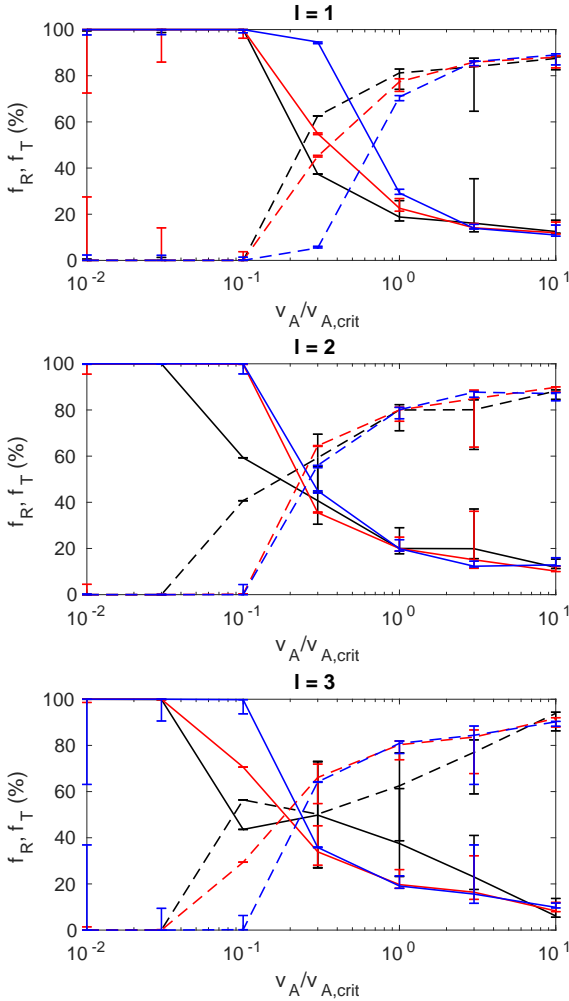 l = 1
100
80
60
40
20
0
f_R, f_T (%)
10^-2 10^-1 10^0 10^1
v_A/v_A,crit
l = 2
100
80
60
40
20
0
f_R, f_T (%)
10^-2 10^-1 10^0 10^1
v_A/v_A,crit
l = 3
100
80
60
40
20
0
f_R, f_T (%)
10^-2 10^-1 10^0 10^1
v_A/v_A,crit